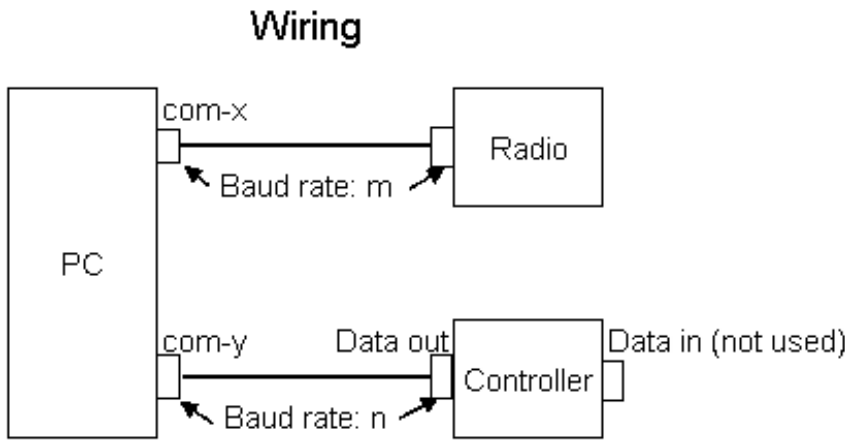 Wiring
com-x
Radio
Baud rate: m
PC
com-y
Data out
Data in (not used)
Controller
Baud rate: n